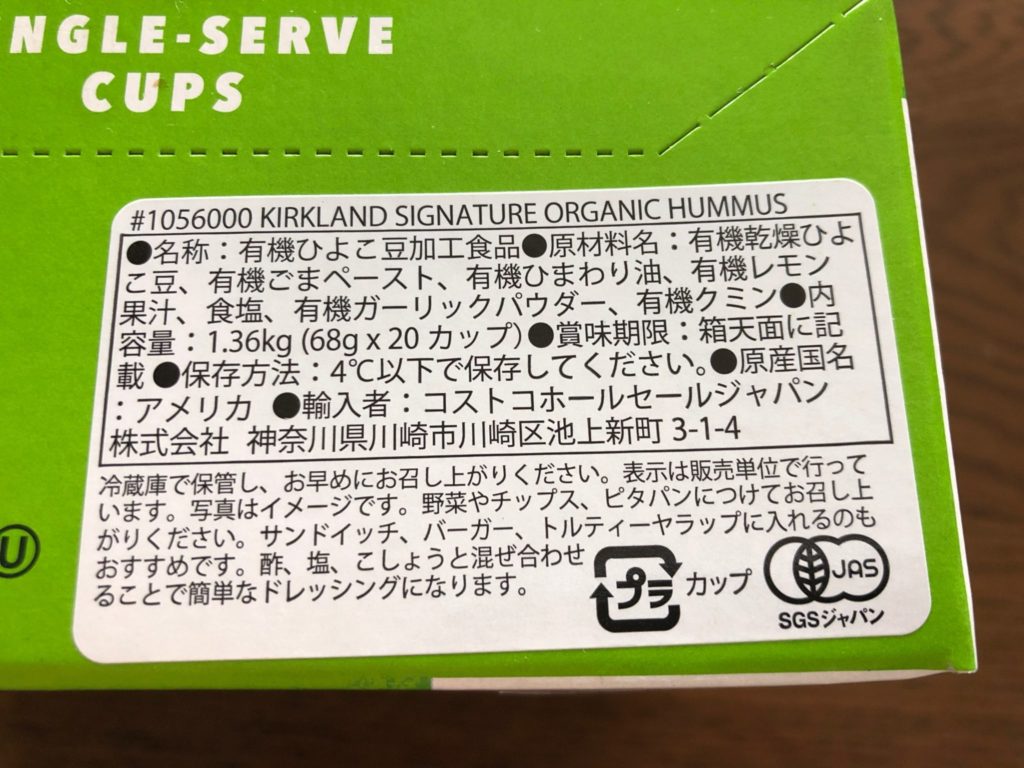 NGLE-SERVE
CUPS
#1056000 KIRKLAND SIGNATURE ORGANIC HUMMUS
●名称：有機ひよこ豆加工食品●原材料名：有機乾燥ひよ
こ豆、有機ごまペースト、有機ひまわり油、有機レモン
果汁、食塩、有機ガーリックパウダー、有機クミン●内
容量：1.36kg (68g x 20 カップ)●賞味期限：箱天面に記
載 ●保存方法：4℃以下で保存してください。●原産国名
：アメリカ ●輸入者：コストコホールセールジャパン
株式会社 神奈川県川崎市川崎区池上新町 3-1-4
冷蔵庫で保管し、お早めにお召し上がりください。表示は販売単位で行って
います。写真はイメージです。野菜やチップス、ピタパンにつけてお召し上
がりください。サンドイッチ、バーガー、トルティーヤラップに入れるのも
おすすめです。酢、塩、こしょうと混ぜ合わせ
ることで簡単なドレッシングになります。
プラ カップ
JAS
SGSジャパン
U